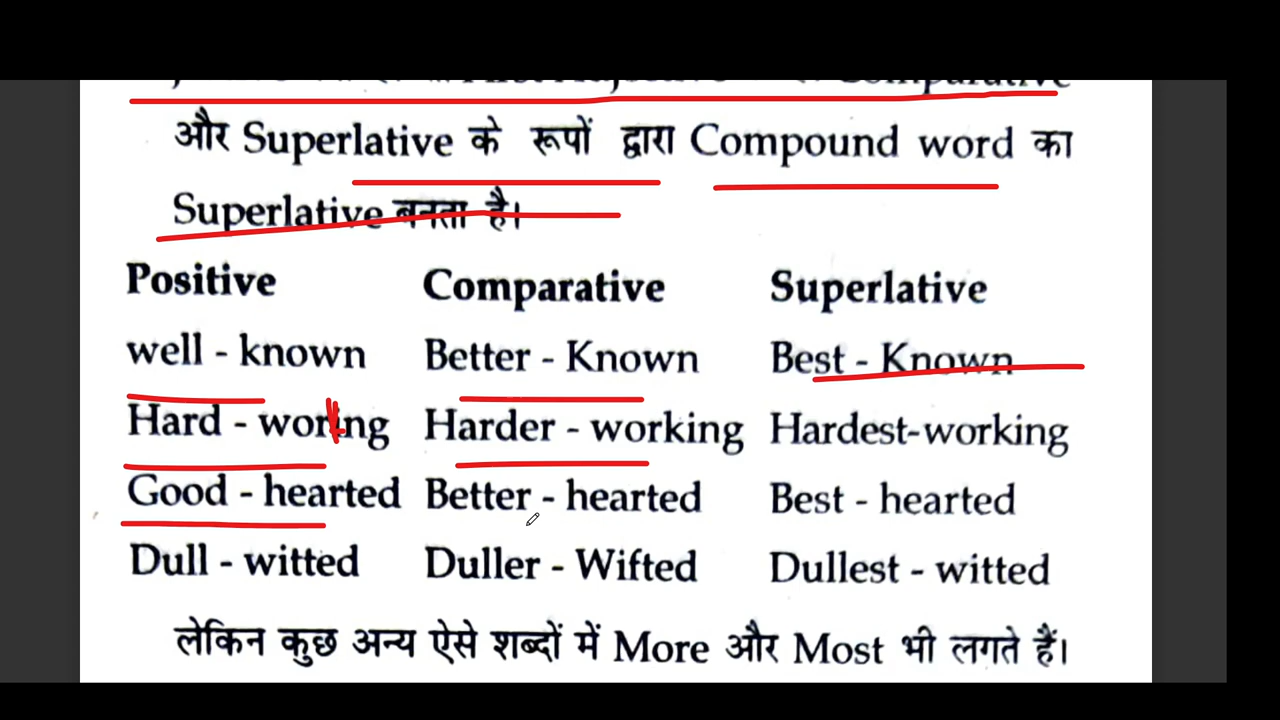 Comparative
और Superlative के रूपों द्वारा Compound word का
Superlative बनता है।
Positive Comparative Superlative
well - known Better - Known Best - Known
Hard - woring Harder - working Hardest-working
Good - hearted Better - hearted Best - hearted
Dull - witted Duller - Wifted Dullest - witted
लेकिन कुछ अन्य ऐसे शब्दों में More और Most भी लगते हैं।